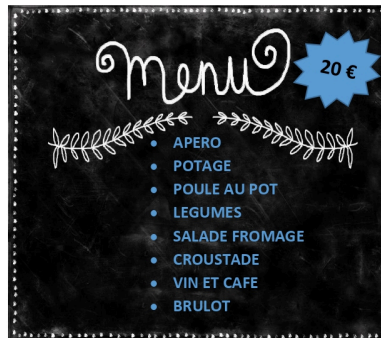 Menu
20 €
APERO
POTAGE
POULE AU POT
LEGUMES
SALADE FROMAGE
CROUSTADE
VIN ET CAFE
BRULOT